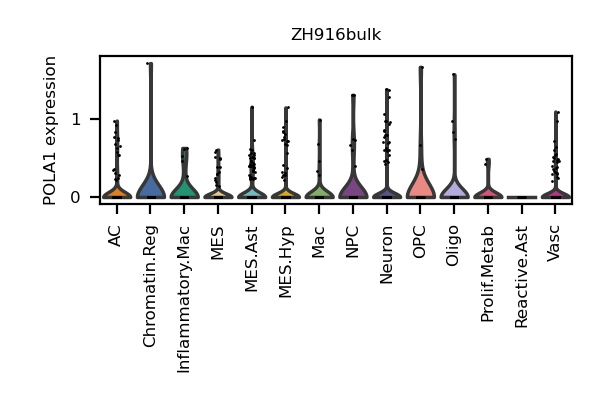 ZH916bulk
POLA1 expression
1
0
AC
Chromatin.Reg
Inflammatory.Mac
MES
MES.Ast
MES.Hyp
Mac
NPC
Neuron
OPC
Oligo
Prolif.Metab
Reactive.Ast
Vasc